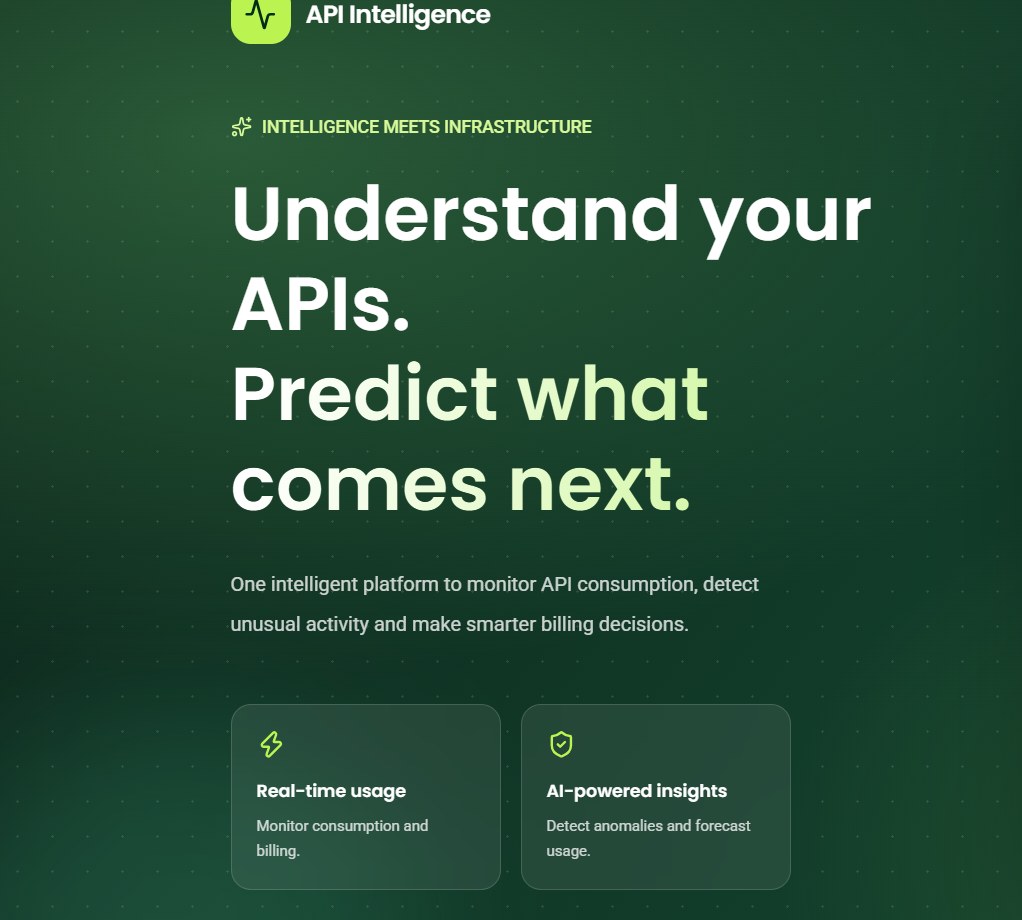 API Intelligence
INTELLIGENCE MEETS INFRASTRUCTURE
Understand your
APIs.
Predict what
comes next.
One intelligent platform to monitor API consumption, detect
unusual activity and make smarter billing decisions.
Real-time usage
Monitor consumption and
billing.
AI-powered insights
Detect anomalies and forecast
usage.